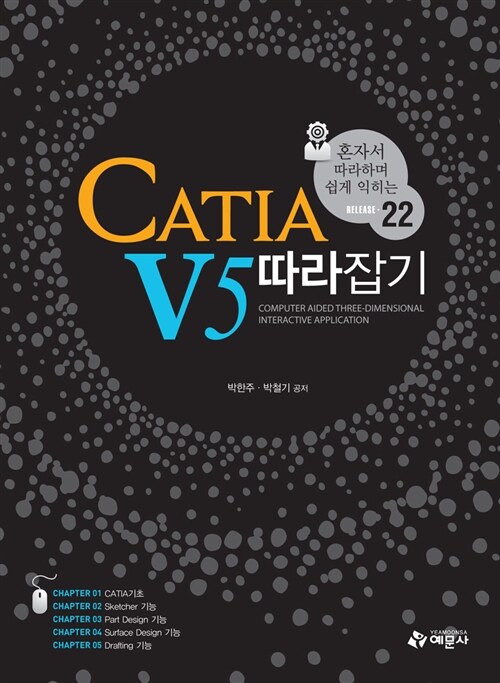 혼자서
따라하며
쉽게 익히는
RELEASE - 22
CATIA
V5 따라잡기
COMPUTER AIDED THREE-DIMENSIONAL
INTERACTIVE APPLICATION
박한주 · 박철기 공저
CHAPTER 01 CATIA기초
CHAPTER 02 Sketcher 기능
CHAPTER 03 Part Design 기능
CHAPTER 04 Surface Design 기능
CHAPTER 05 Drafting 기능
YEAMOONSA
예문사